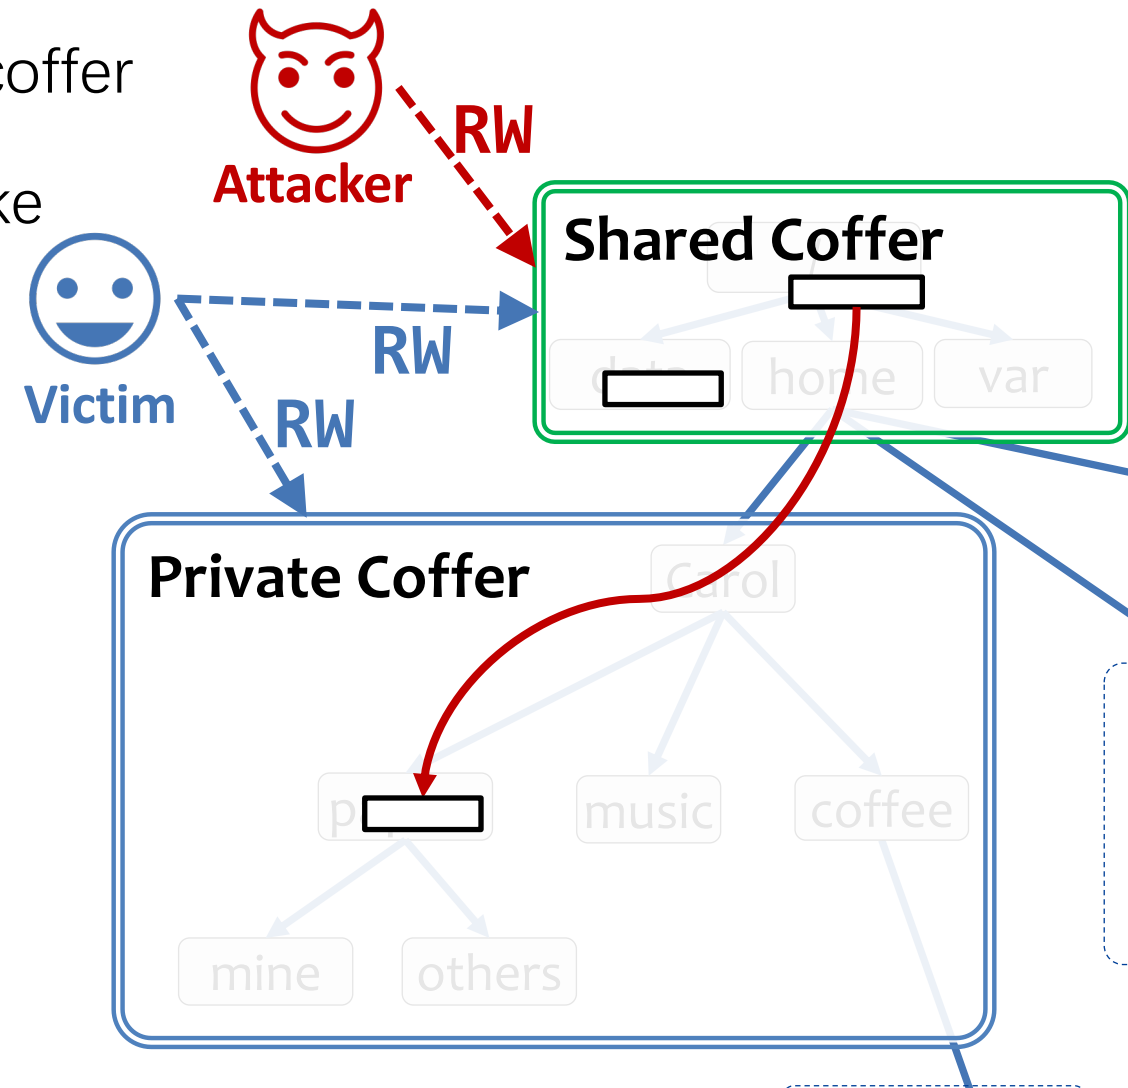 coffer
ke
Attacker
RW
Shared Coffer
Victim
RW
RW
home
var
Private Coffer
Carol
music
coffee
mine
others